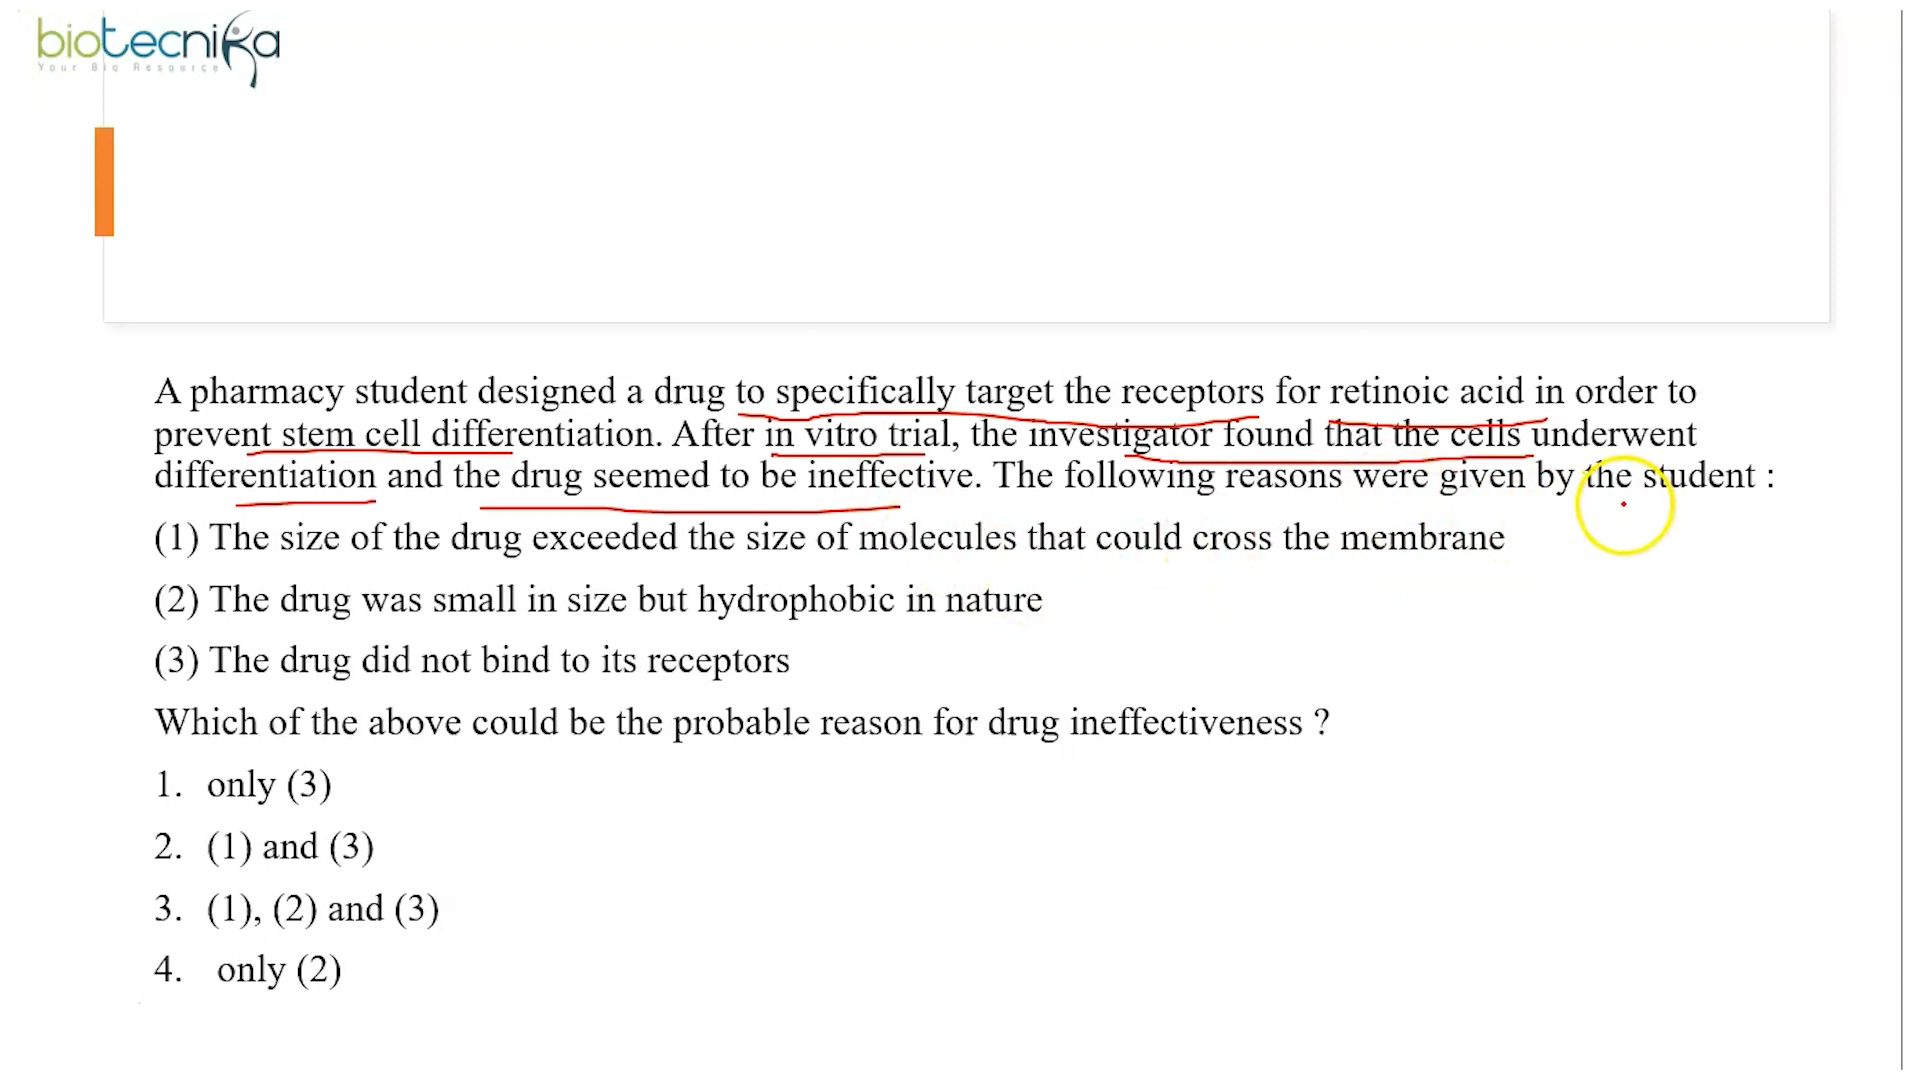 biotecnika
Your Bio Resource
A pharmacy student designed a drug to specifically target the receptors for retinoic acid in order to
prevent stem cell differentiation. After in vitro trial, the investigator found that the cells underwent
differentiation and the drug seemed to be ineffective. The following reasons were given by the student :
(1) The size of the drug exceeded the size of molecules that could cross the membrane
(2) The drug was small in size but hydrophobic in nature
(3) The drug did not bind to its receptors
Which of the above could be the probable reason for drug ineffectiveness ?
1. only (3)
2. (1) and (3)
3. (1), (2) and (3)
4. only (2)